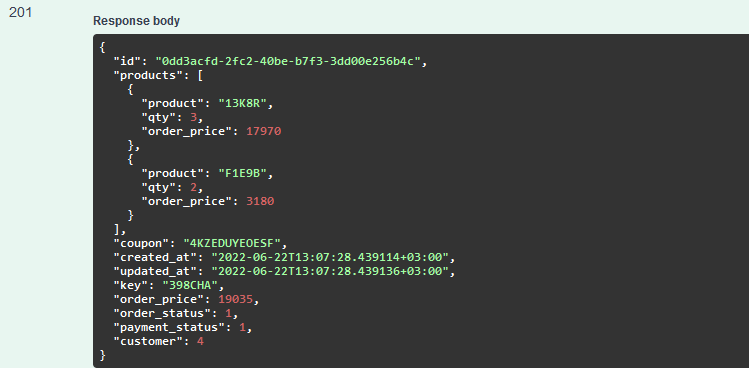 201
Response body
{
  "id": "0dd3acfd-2fc2-40be-b7f3-3dd00e256b4c",
  "products": [
    {
      "product": "13K8R",
      "qty": 3,
      "order_price": 17970
    },
    {
      "product": "F1E9B",
      "qty": 2,
      "order_price": 3180
    }
  ],
  "coupon": "4KZEDUYEOESF",
  "created_at": "2022-06-22T13:07:28.439114+03:00",
  "updated_at": "2022-06-22T13:07:28.439136+03:00",
  "key": "398CHA",
  "order_price": 19035,
  "order_status": 1,
  "payment_status": 1,
  "customer": 4
}